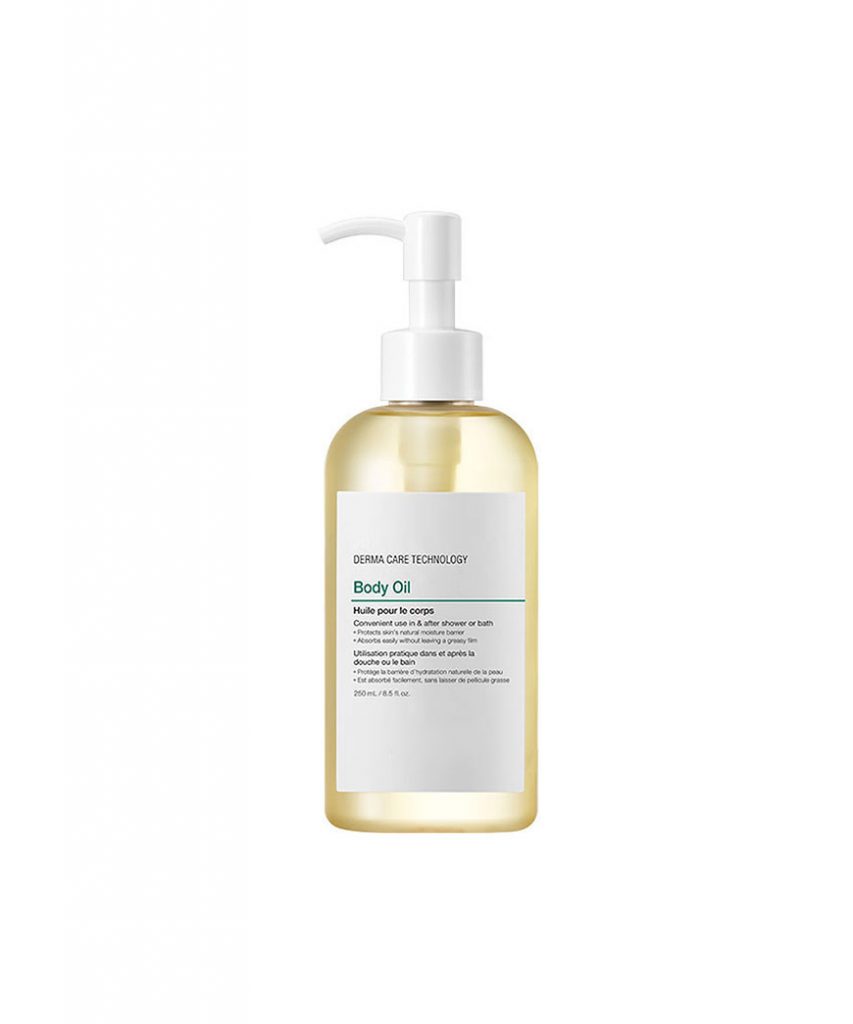 DERMA CARE TECHNOLOGY
Body Oil
Huile pour le corps
Convenient use in & after shower or bath
• Protects skin's natural moisture barrier
• Absorbs easily without leaving a greasy film
Utilisation pratique dans et après la
douche ou le bain
• Protège la barrière d'hydratation naturelle de la peau
• Est absorbé facilement, sans laisser de pellicule grasse
250 mL / 8.5 fl. oz.